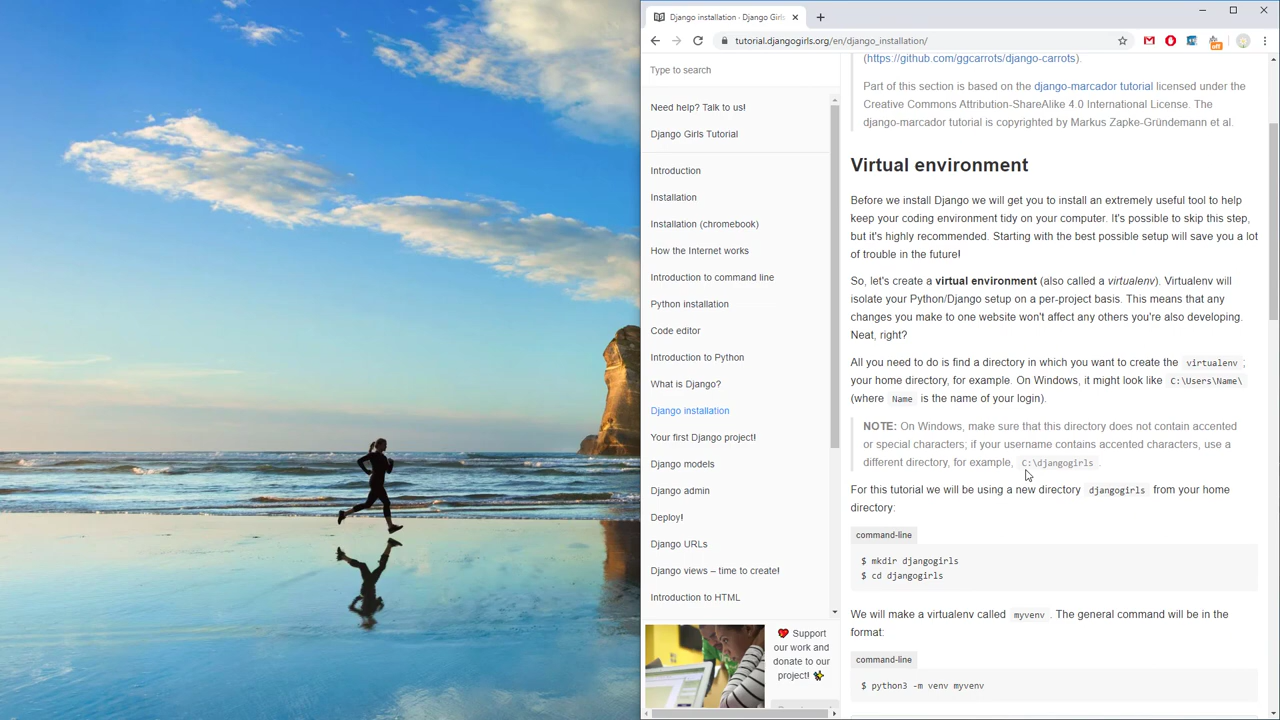 Django installation · Django Girls
tutorial.djangogirls.org/en/django_installation/
off
Type to search
Need help? Talk to us!
Django Girls Tutorial
Introduction
Installation
Installation (chromebook)
How the Internet works
Introduction to command line
Python installation
Code editor
Introduction to Python
What is Django?
Django installation
Your first Django project!
Django models
Django admin
Deploy!
Django URLs
Django views – time to create!
Introduction to HTML
❤️ Support
our work and
donate to our
project! ✨
(https://github.com/ggcarrots/django-carrots).
Part of this section is based on the django-marcador tutorial licensed under the
Creative Commons Attribution-ShareAlike 4.0 International License. The
django-marcador tutorial is copyrighted by Markus Zapke-Gründemann et al.
Virtual environment
Before we install Django we will get you to install an extremely useful tool to help
keep your coding environment tidy on your computer. It's possible to skip this step,
but it's highly recommended. Starting with the best possible setup will save you a lot
of trouble in the future!
So, let's create a virtual environment (also called a virtualenv). Virtualenv will
isolate your Python/Django setup on a per-project basis. This means that any
changes you make to one website won't affect any others you're also developing.
Neat, right?
All you need to do is find a directory in which you want to create the virtualenv ;
your home directory, for example. On Windows, it might look like C:\Users\Name\
(where Name is the name of your login).
NOTE: On Windows, make sure that this directory does not contain accented
or special characters; if your username contains accented characters, use a
different directory, for example, C:\djangogirls .
For this tutorial we will be using a new directory djangogirls from your home
directory:
command-line
$ mkdir djangogirls
$ cd djangogirls
We will make a virtualenv called myvenv . The general command will be in the
format:
command-line
$ python3 -m venv myvenv